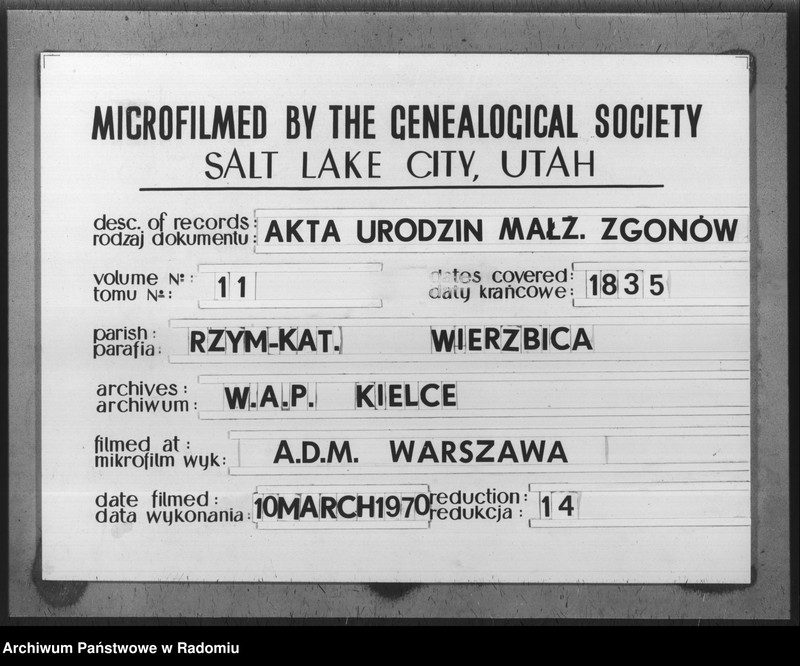 MICROFILMED BY THE GENEALOGICAL SOCIETY
SALT LAKE CITY, UTAH
desc. of records: AKTA URODZIN MAŁŻ. ZGONÓW
rodzaj dokumentu:
volume №: 11 dates covered: 1835
tomu №: daty krańcowe:
parish: RZYM-KAT. WIERZBICA
parafia:
archives: W.A.P. KIELCE
archiwum:
filmed at: A.D.M. WARSZAWA
mikrofilm wyk:
date filmed: 10MARCH1970 reduction: 14
data wykonania: redukcja:
Archiwum Państwowe w Radomiu